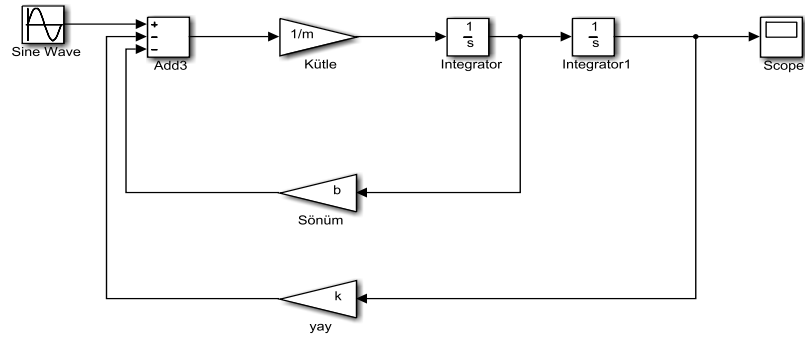 Sine Wave
+
−
−
Add3
1/m
Kütle
1
s
Integrator
1
s
Integrator1
Scope
b
Sönüm
k
yay